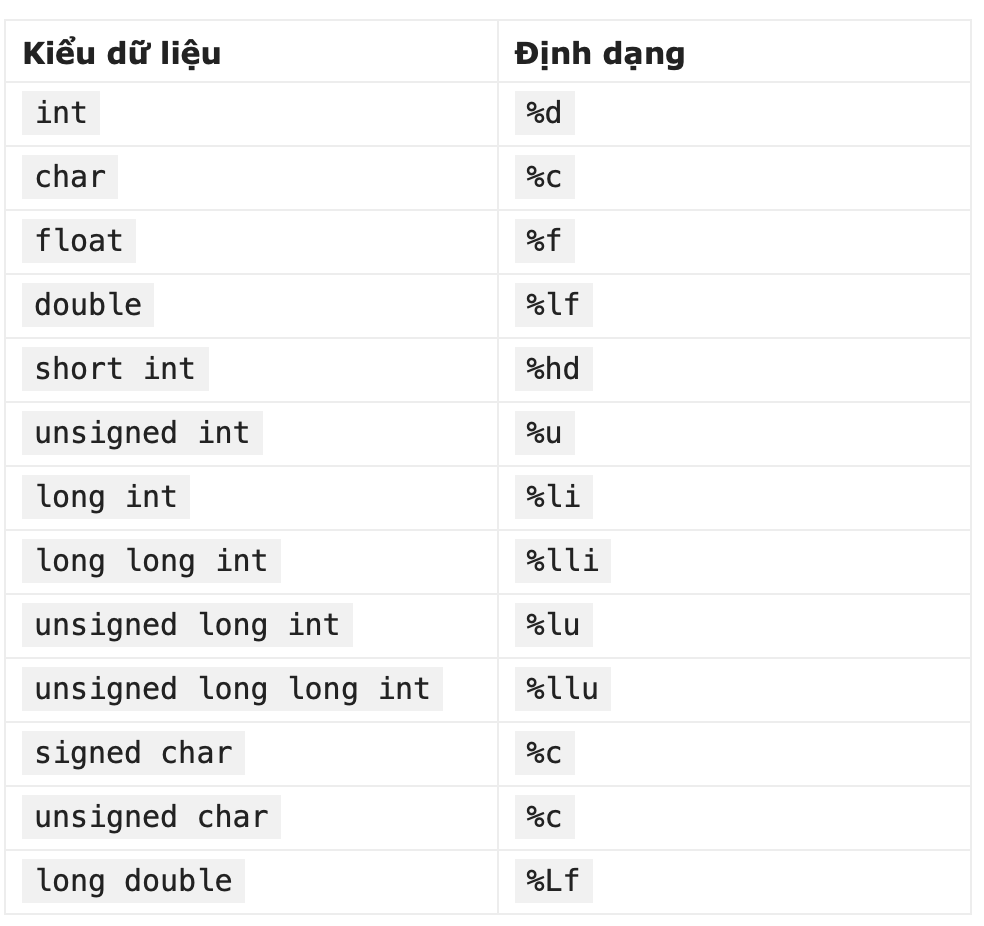 Kiểu dữ liệu Định dạng
int %d
char %c
float %f
double %lf
short int %hd
unsigned int %u
long int %li
long long int %lli
unsigned long int %lu
unsigned long long int %llu
signed char %c
unsigned char %c
long double %Lf